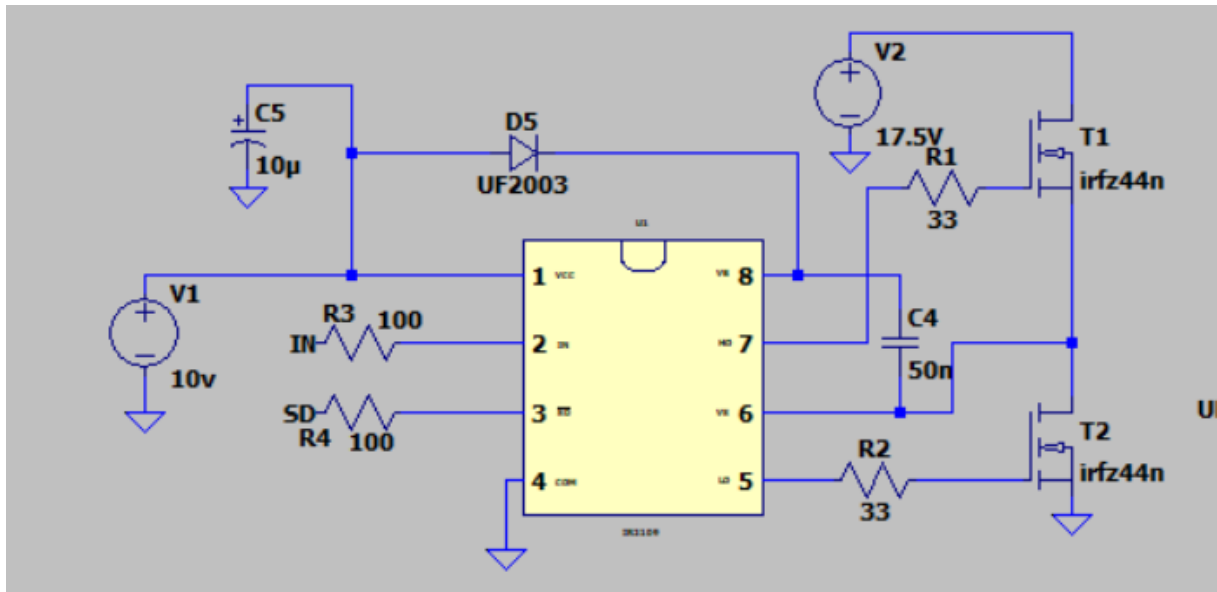 V2
17.5V
C5
10µ
D5
UF2003
T1
irfz44n
R1
33
U1
V1
10v
1 VCC
VB 8
R3 100
IN
2 IN
HO 7
C4
50n
SD
R4 100
3 SD
VS 6
T2
irfz44n
R2
33
4 COM
LO 5